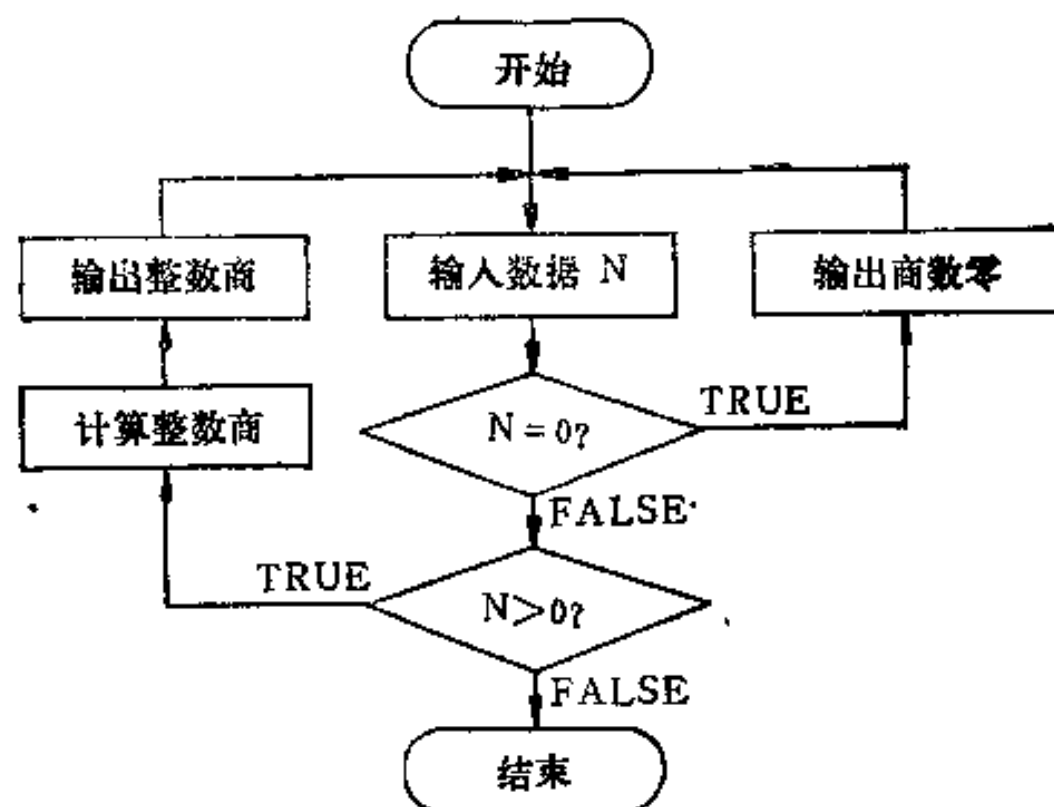 开始
输出整数商
输入数据 N
输出商数零
计算整数商
N=0?
TRUE
FALSE
TRUE
N>0?
FALSE
结束